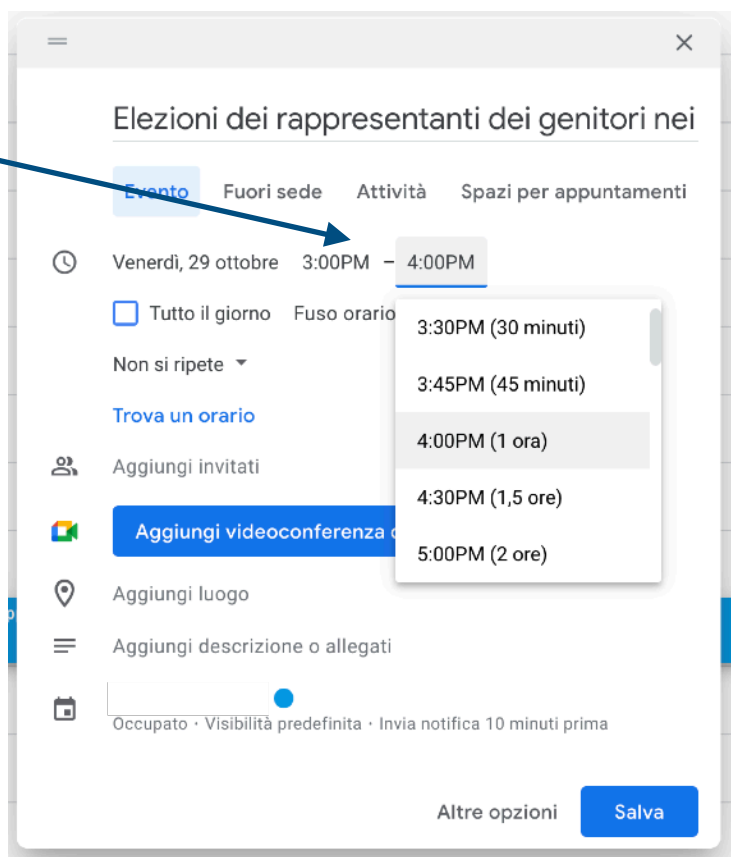 Elezioni dei rappresentanti dei genitori nei
Evento Fuori sede Attività Spazi per appuntamenti
Venerdì, 29 ottobre 3:00PM – 4:00PM
Tutto il giorno Fuso orario
3:30PM (30 minuti)
Non si ripete
3:45PM (45 minuti)
Trova un orario
4:00PM (1 ora)
Aggiungi invitati
4:30PM (1,5 ore)
Aggiungi videoconferenza
5:00PM (2 ore)
Aggiungi luogo
Aggiungi descrizione o allegati
Occupato · Visibilità predefinita · Invia notifica 10 minuti prima
Altre opzioni Salva